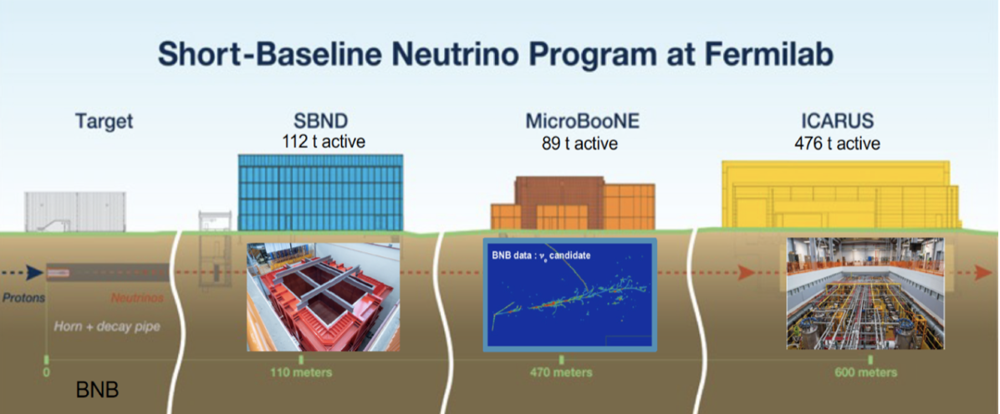 Short-Baseline Neutrino Program at Fermilab
Target
SBND
112 t active
MicroBooNE
89 t active
ICARUS
476 t active
BNB data : νe candidate
Protons
Neutrinos
Horn + decay pipe
0
110 meters
470 meters
600 meters
BNB